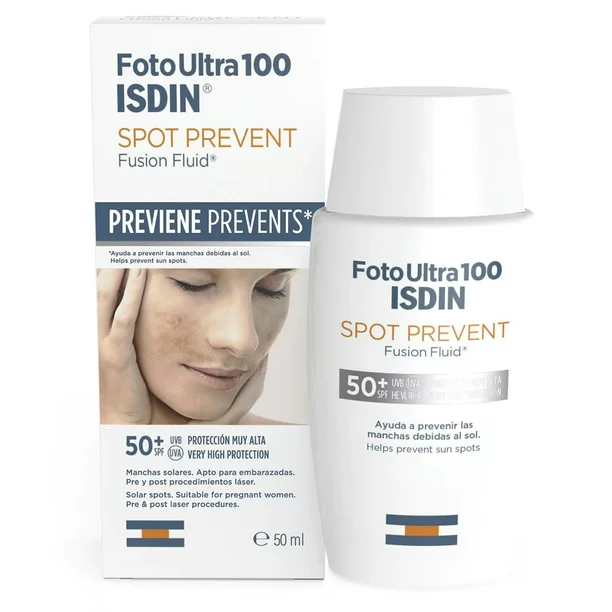 FotoUltra100
ISDIN®
SPOT PREVENT
Fusion Fluid®
PREVIENE PREVENTS*
*Ayuda a prevenir las manchas debidas al sol.
Helps prevent sun spots.
50+ SPF UVB UVA PROTECCIÓN MUY ALTA
VERY HIGH PROTECTION
Manchas solares. Apto para embarazadas.
Pre y post procedimientos láser.
Solar spots. Suitable for pregnant women.
Pre & post laser procedures.
℮ 50 ml
FotoUltra100
ISDIN
SPOT PREVENT
Fusion Fluid®
50+ SPF UVB UVA
Ayuda a prevenir las
manchas debidas al sol.
Helps prevent sun spots